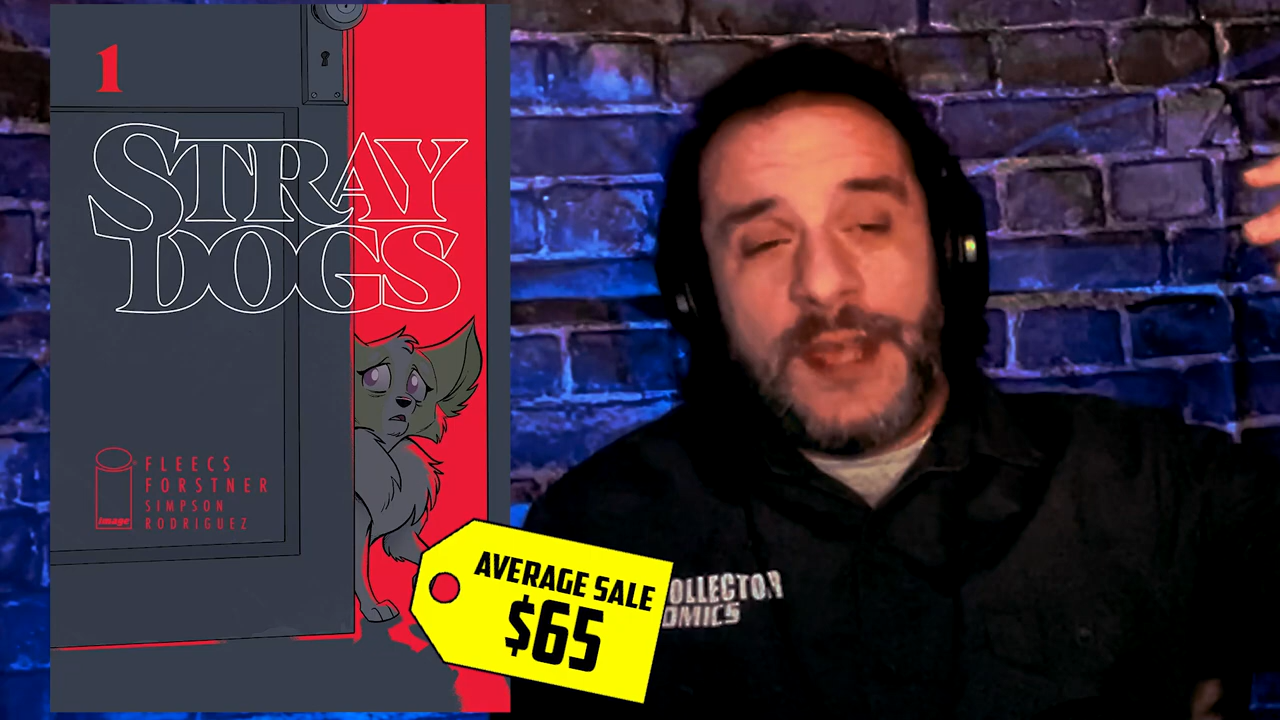 1
STRAY
DOGS
FLEECS
FORSTNER
SIMPSON
RODRIGUEZ
image
AVERAGE SALE
$65
OLLECTOR
OMICS